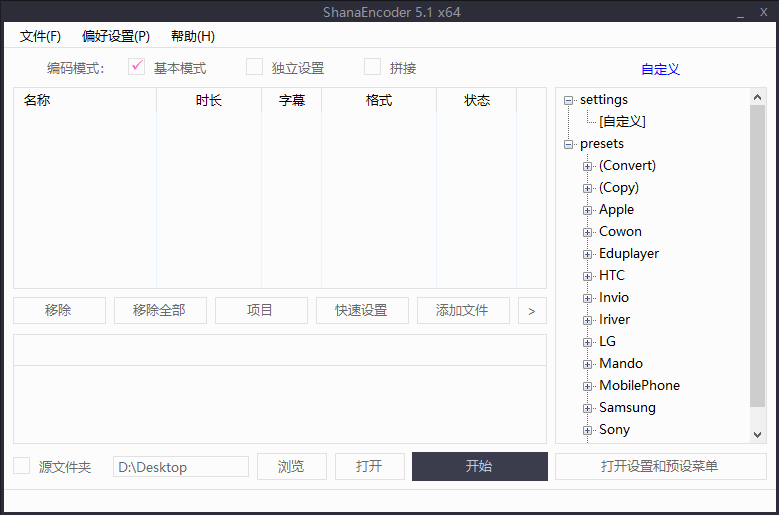 ShanaEncoder 5.1 x64
文件(F) 偏好设置(P) 帮助(H)
编码模式: 基本模式 独立设置 拼接
自定义
名称 时长 字幕 格式 状态
settings
[自定义]
presets
(Convert)
(Copy)
Apple
Cowon
Eduplayer
HTC
Invio
Iriver
LG
Mando
MobilePhone
Samsung
Sony
移除 移除全部 项目 快速设置 添加文件 >
源文件夹 D:\Desktop 浏览 打开 开始 打开设置和预设菜单